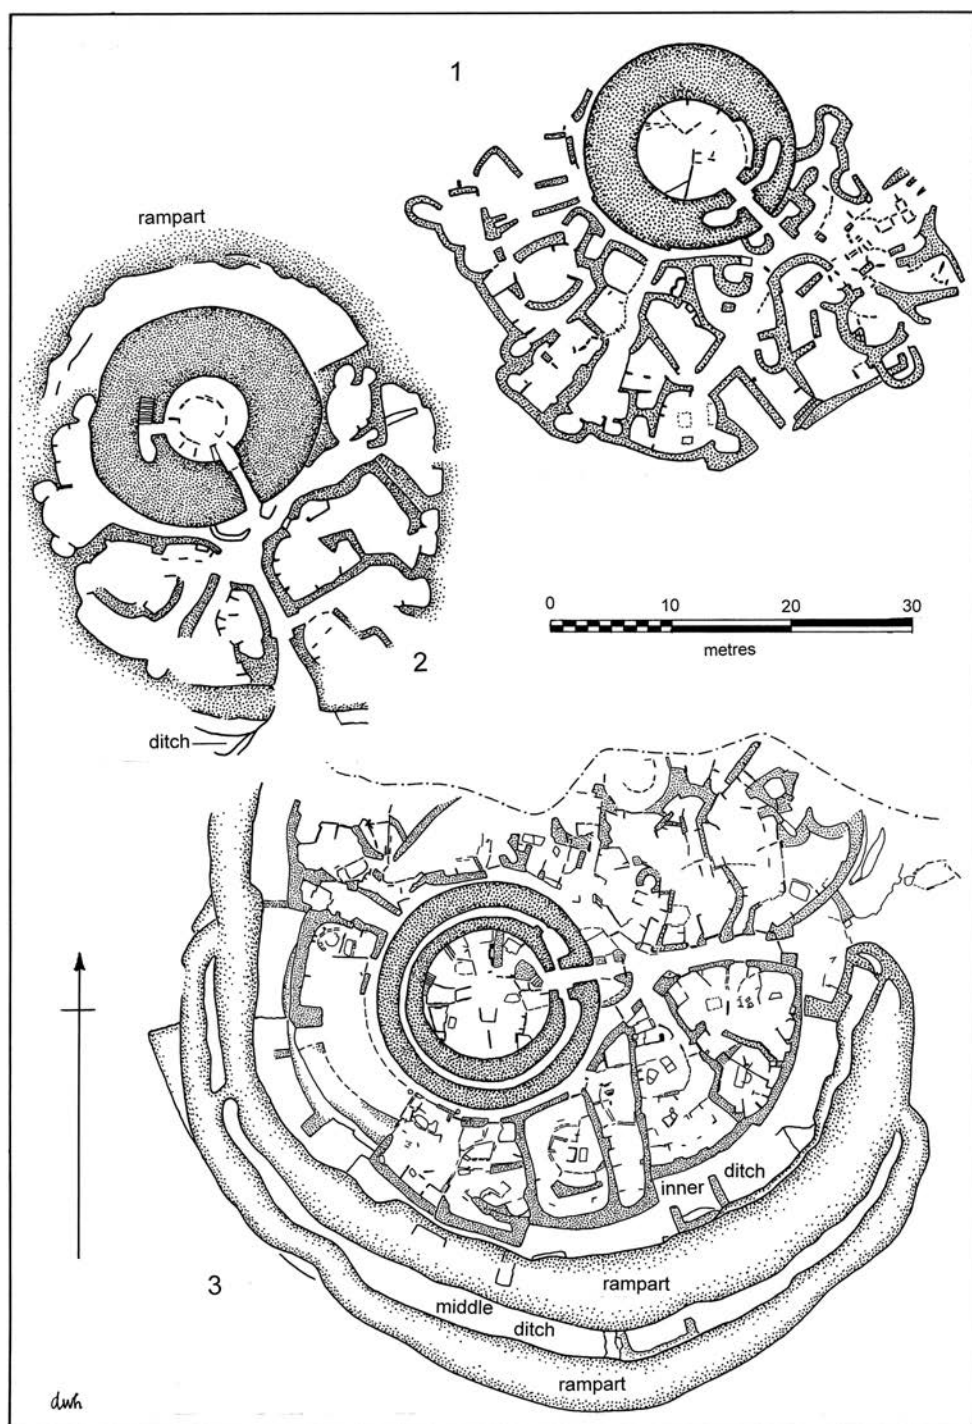 1
rampart
0 10 20 30
metres
2
ditch
ditch
inner
rampart
3
middle
ditch
rampart
dwh